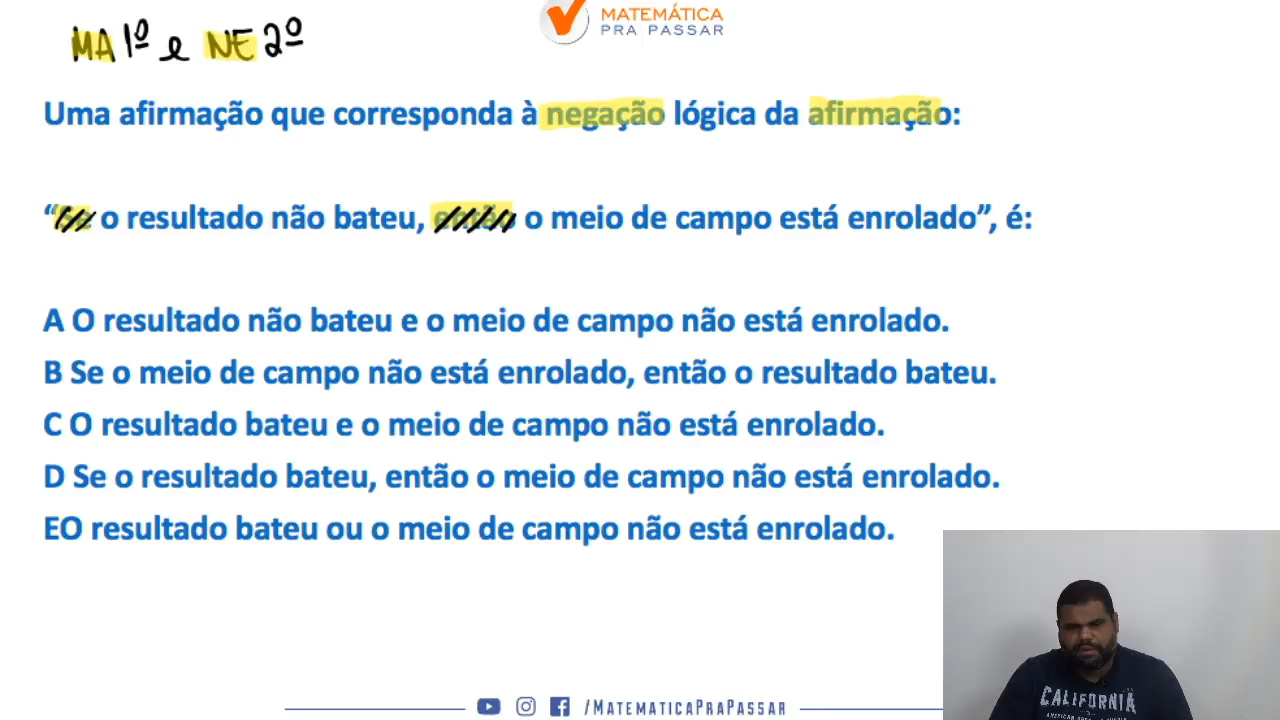 MATEMÁTICA
PRA PASSAR
MA 1º e NE 2º
Uma afirmação que corresponda à negação lógica da afirmação:
“Se o resultado não bateu, então o meio de campo está enrolado”, é:
A O resultado não bateu e o meio de campo não está enrolado.
B Se o meio de campo não está enrolado, então o resultado bateu.
C O resultado bateu e o meio de campo não está enrolado.
D Se o resultado bateu, então o meio de campo não está enrolado.
EO resultado bateu ou o meio de campo não está enrolado.
CALIFORNIA
/MATEMATICAPRAPASSAR